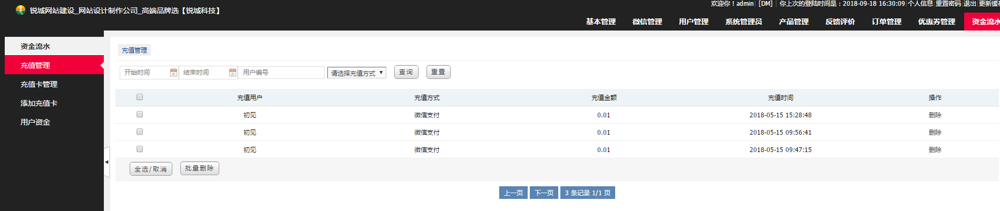 锐城网站建设_网站设计制作公司_高端品牌选【锐城科技】
欢迎你！admin | [DM] | 你上次的登陆时间是：2018-09-18 16:30:09 | 个人信息 | 重置密码 | 退出 | 更新缓存
基本管理 微信管理 用户管理 系统管理员 产品管理 反馈评价 订单管理 优惠券管理 资金流水
资金流水
充值管理
充值卡管理
添加充值卡
用户资金
充值管理
开始时间 结束时间 用户编号 请选择充值方式 查询 重置
充值用户 充值方式 充值金额 充值时间 操作
初见 微信支付 0.01 2018-05-15 15:28:48 删除
初见 微信支付 0.01 2018-05-15 09:56:41 删除
初见 微信支付 0.01 2018-05-15 09:47:15 删除
全选/取消 批量删除
上一页 下一页 3 条记录 1/1 页